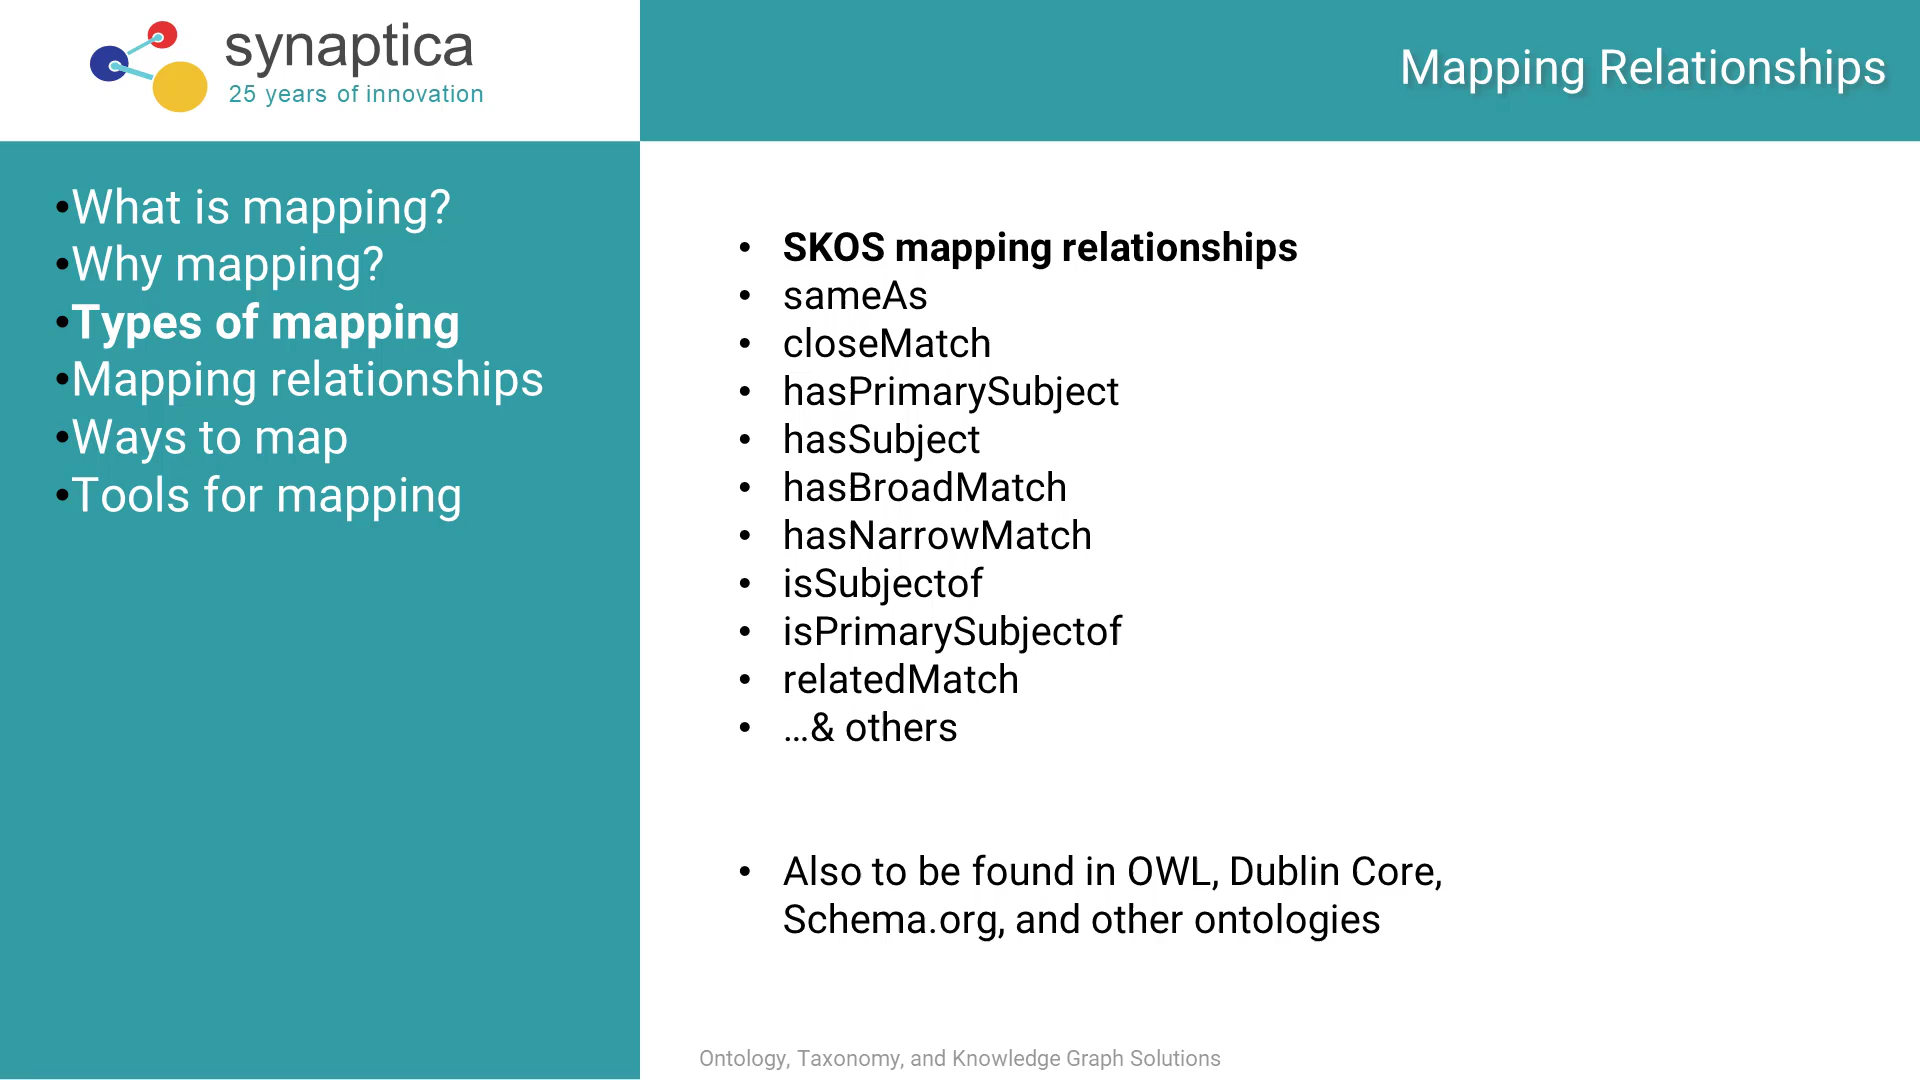 synaptica
25 years of innovation
Mapping Relationships
•What is mapping?
•Why mapping?
•Types of mapping
•Mapping relationships
•Ways to map
•Tools for mapping
• SKOS mapping relationships
• sameAs
• closeMatch
• hasPrimarySubject
• hasSubject
• hasBroadMatch
• hasNarrowMatch
• isSubjectof
• isPrimarySubjectof
• relatedMatch
• …& others
• Also to be found in OWL, Dublin Core,
Schema.org, and other ontologies
Ontology, Taxonomy, and Knowledge Graph Solutions